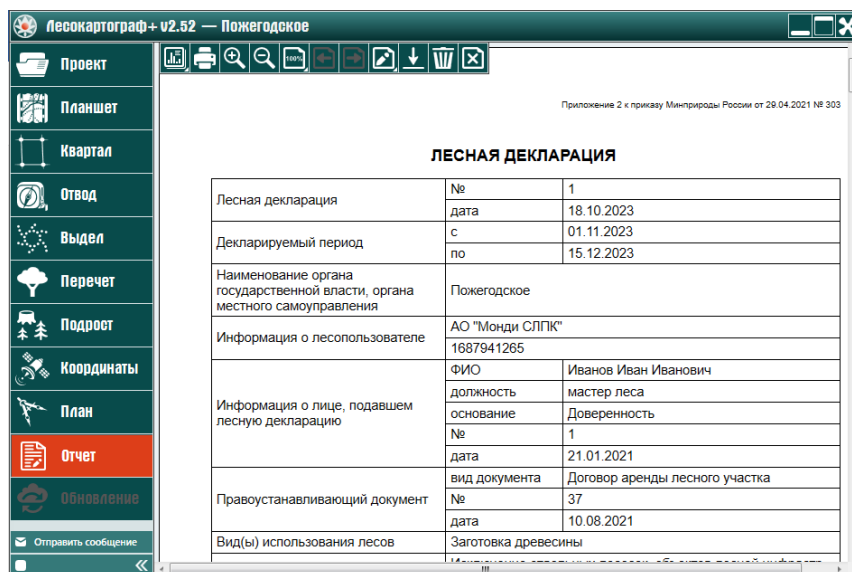 Лесокартограф+ v2.52 — Пожегодское
Проект
Планшет
Квартал
Отвод
Выдел
Перечет
Подрост
Координаты
План
Отчет
Обновление
Отправить сообщение
100%
Приложение 2 к приказу Минприроды России от 29.04.2021 № 303
ЛЕСНАЯ ДЕКЛАРАЦИЯ
Лесная декларация
№ 1
дата 18.10.2023
Декларируемый период
с 01.11.2023
по 15.12.2023
Наименование органа
государственной власти, органа
местного самоуправления
Пожегодское
Информация о лесопользователе
АО "Монди СЛПК"
1687941265
Информация о лице, подавшем
лесную декларацию
ФИО Иванов Иван Иванович
должность мастер леса
основание Доверенность
№ 1
дата 21.01.2021
Правоустанавливающий документ
вид документа Договор аренды лесного участка
№ 37
дата 10.08.2021
Вид(ы) использования лесов Заготовка древесины